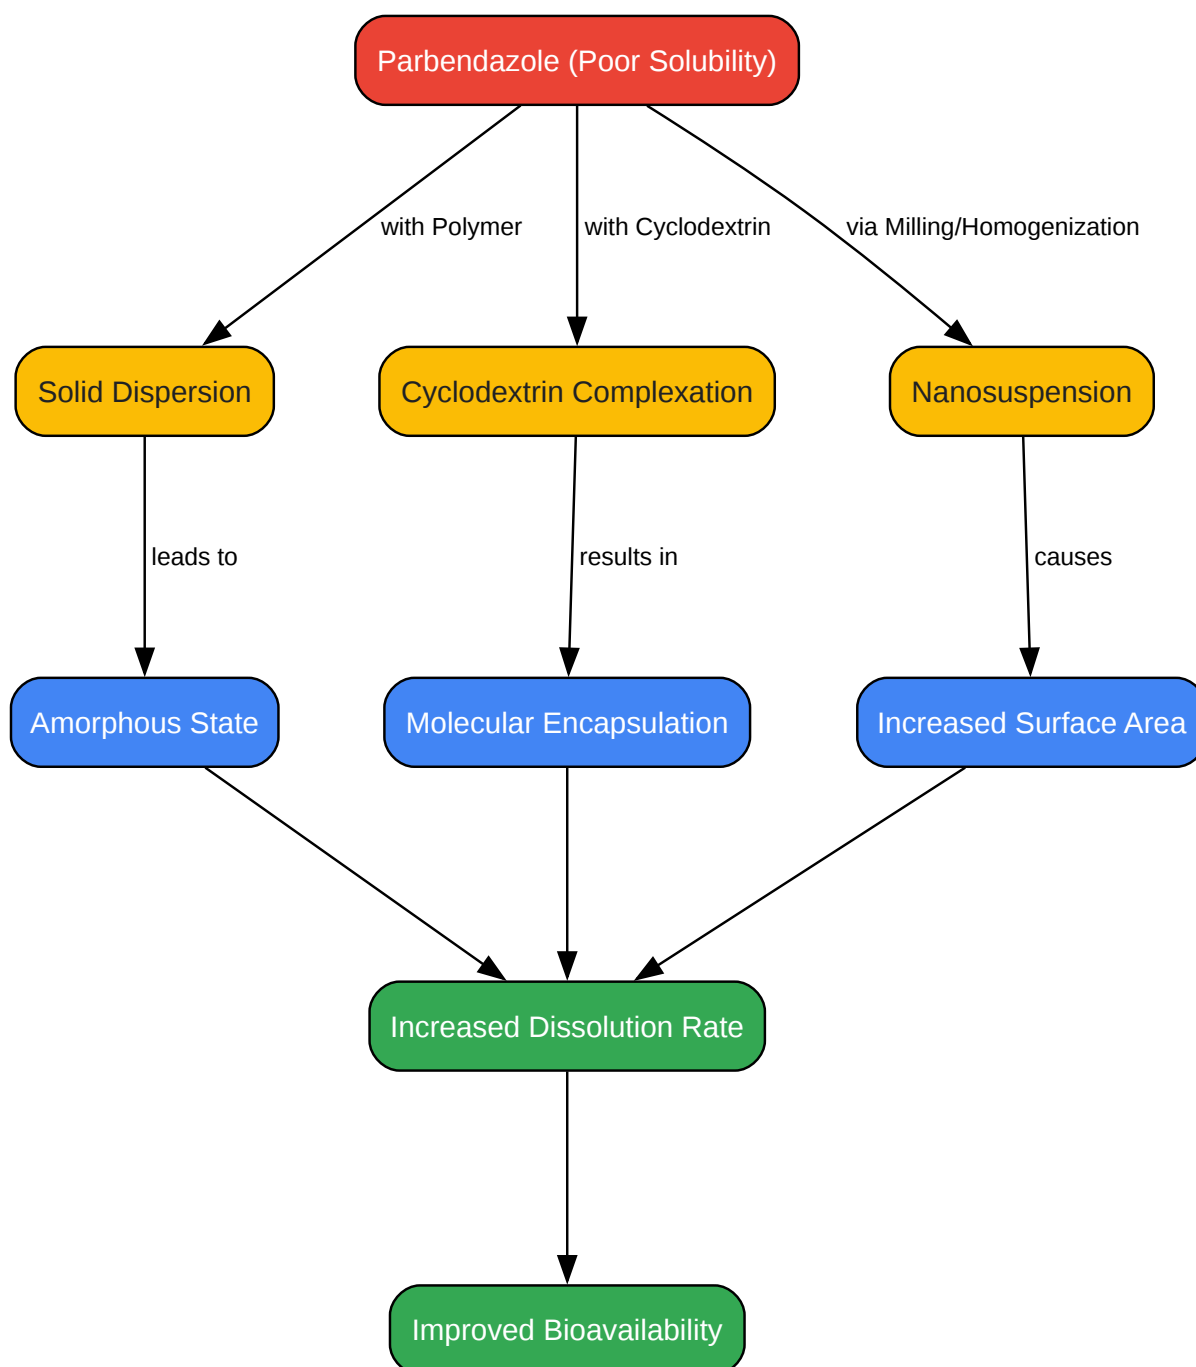 Parbendazole (Poor Solubility)
with Polymer
with Cyclodextrin
via Milling/Homogenization
Solid Dispersion
Cyclodextrin Complexation
Nanosuspension
leads to
results in
causes
Amorphous State
Molecular Encapsulation
Increased Surface Area
Increased Dissolution Rate
Improved Bioavailability